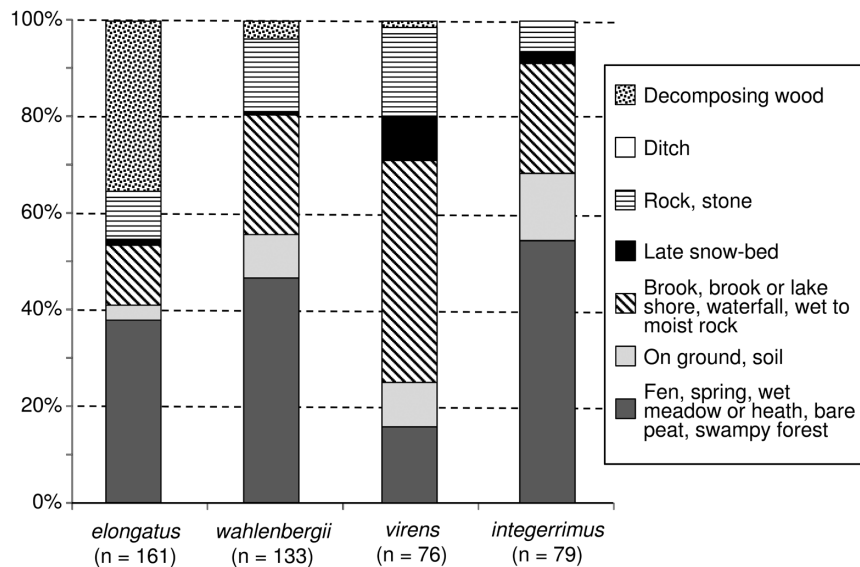 100%
80%
60%
40%
20%
0%
elongatus
(n = 161)
wahlenbergii
(n = 133)
virens
(n = 76)
integerrimus
(n = 79)
Decomposing wood
Ditch
Rock, stone
Late snow-bed
Brook, brook or lake
shore, waterfall, wet to
moist rock
On ground, soil
Fen, spring, wet
meadow or heath, bare
peat, swampy forest